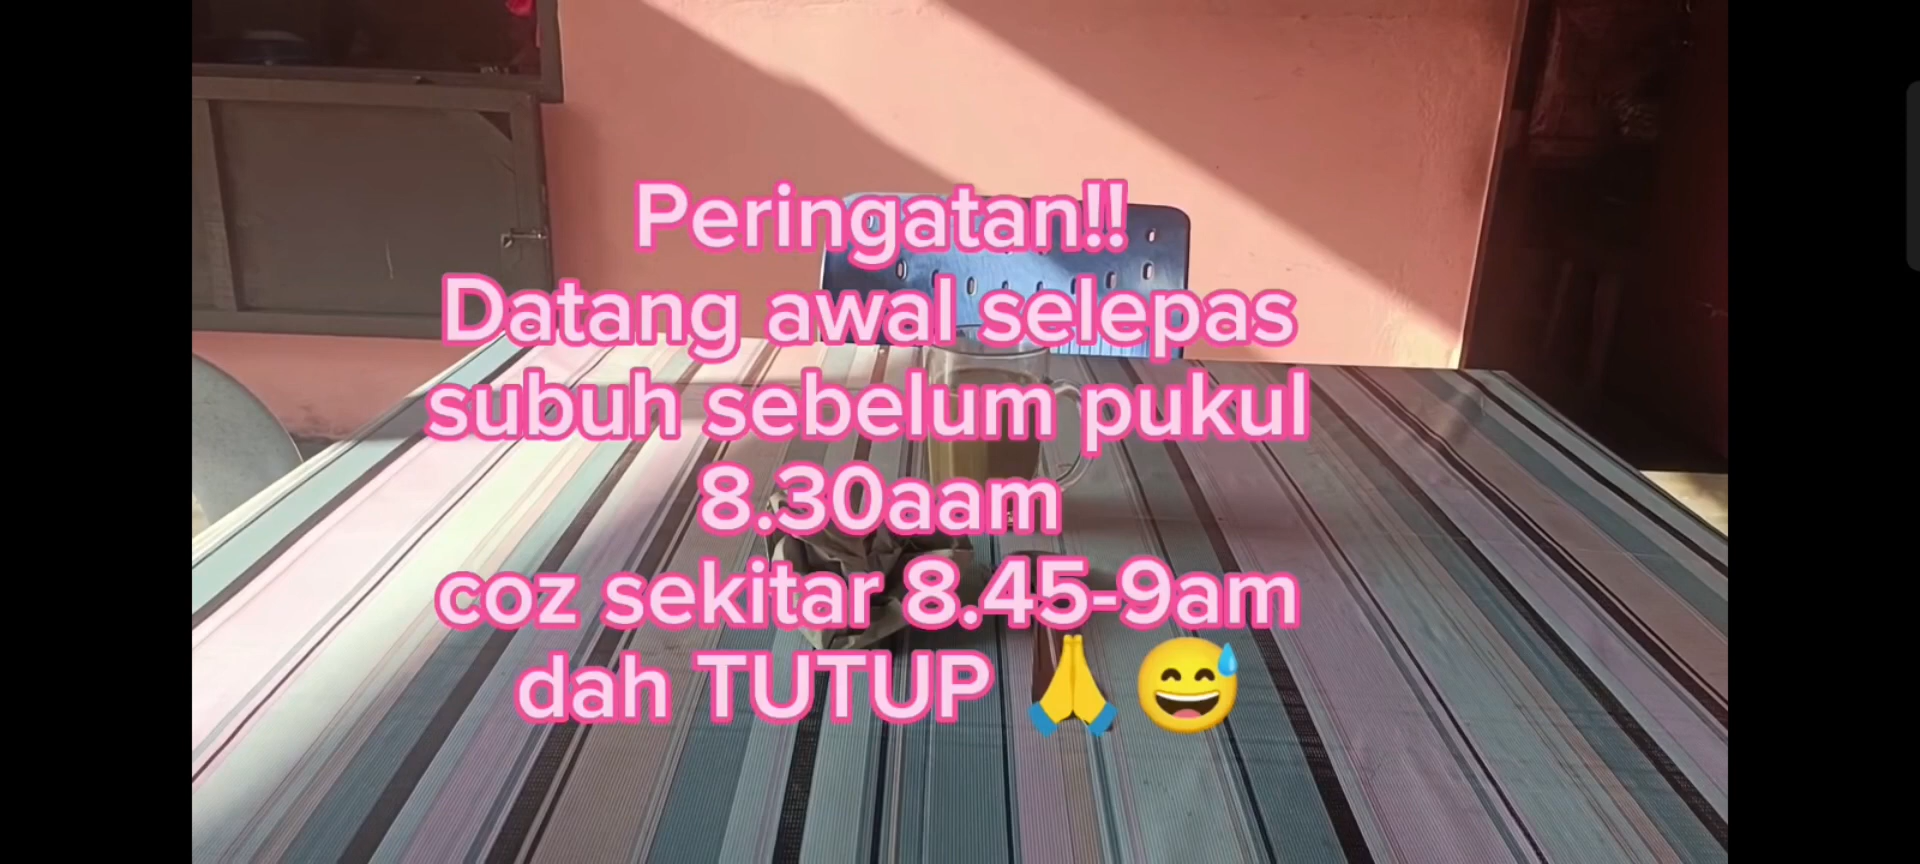 Peringatan!!
Datang awal selepas
subuh sebelum pukul
8.30aam
coz sekitar 8.45-9am
dah TUTUP 🙏😅